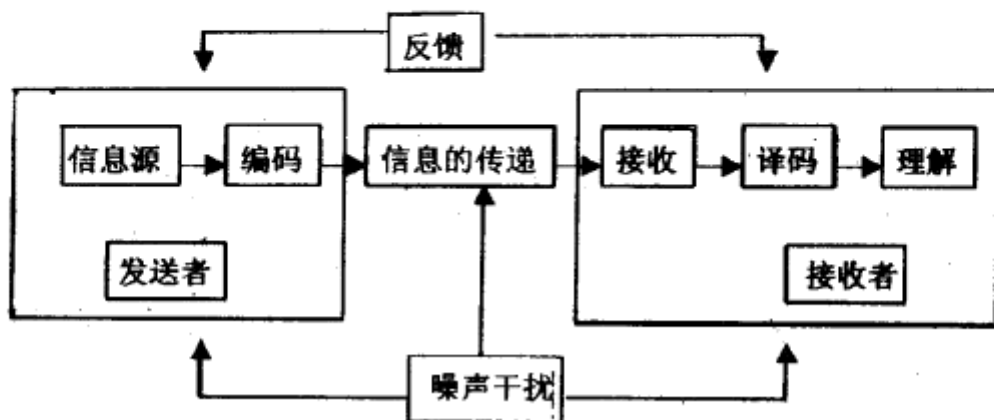 反馈
信息源 编码 信息的传递 接收 译码 理解
发送者 接收者
噪声干扰